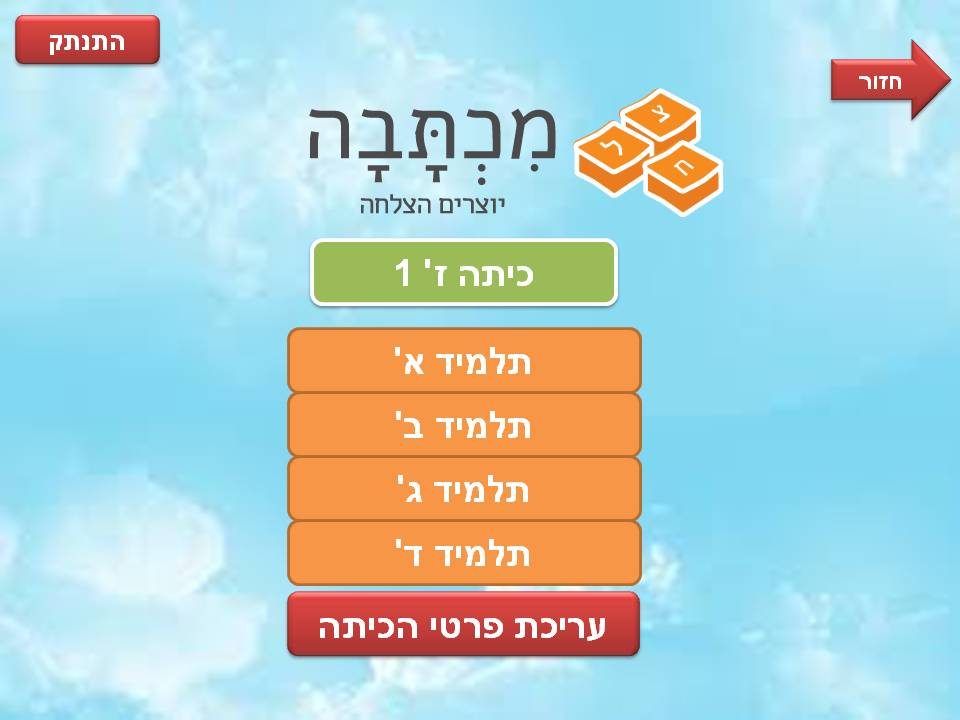 התנתק
חזור
מִכְתָּבָה
צ
ל
ח
יוצרים הצלחה
כיתה ז' 1
תלמיד א'
תלמיד ב'
תלמיד ג'
תלמיד ד'
עריכת פרטי הכיתה